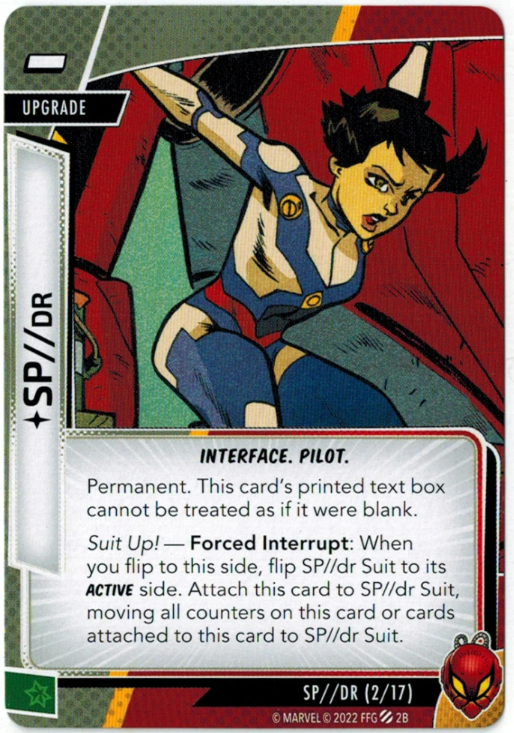 UPGRADE
SP//DR
INTERFACE. PILOT.
Permanent. This card's printed text box
cannot be treated as if it were blank.
Suit Up! — Forced Interrupt: When
you flip to this side, flip SP//dr Suit to its
ACTIVE side. Attach this card to SP//dr Suit,
moving all counters on this card or cards
attached to this card to SP//dr Suit.
SP//DR (2/17)
© MARVEL © 2022 FFG 2B